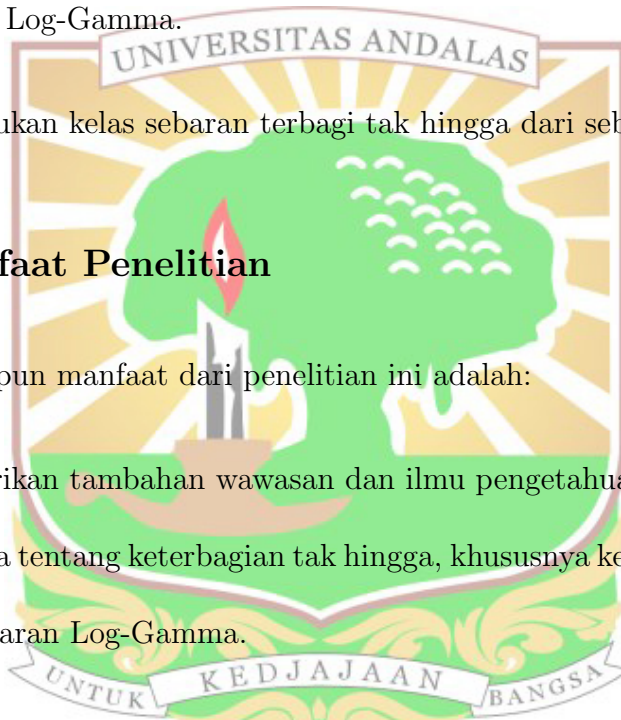 Log-Gamma.
UNIVERSITAS ANDALAS
ukan kelas sebaran terbagi tak hingga dari seb
faat Penelitian
pun manfaat dari penelitian ini adalah:
rikan tambahan wawasan dan ilmu pengetahua
a tentang keterbagian tak hingga, khususnya ke
aran Log-Gamma.
UNTUK KEDJAJAAN BANGSA